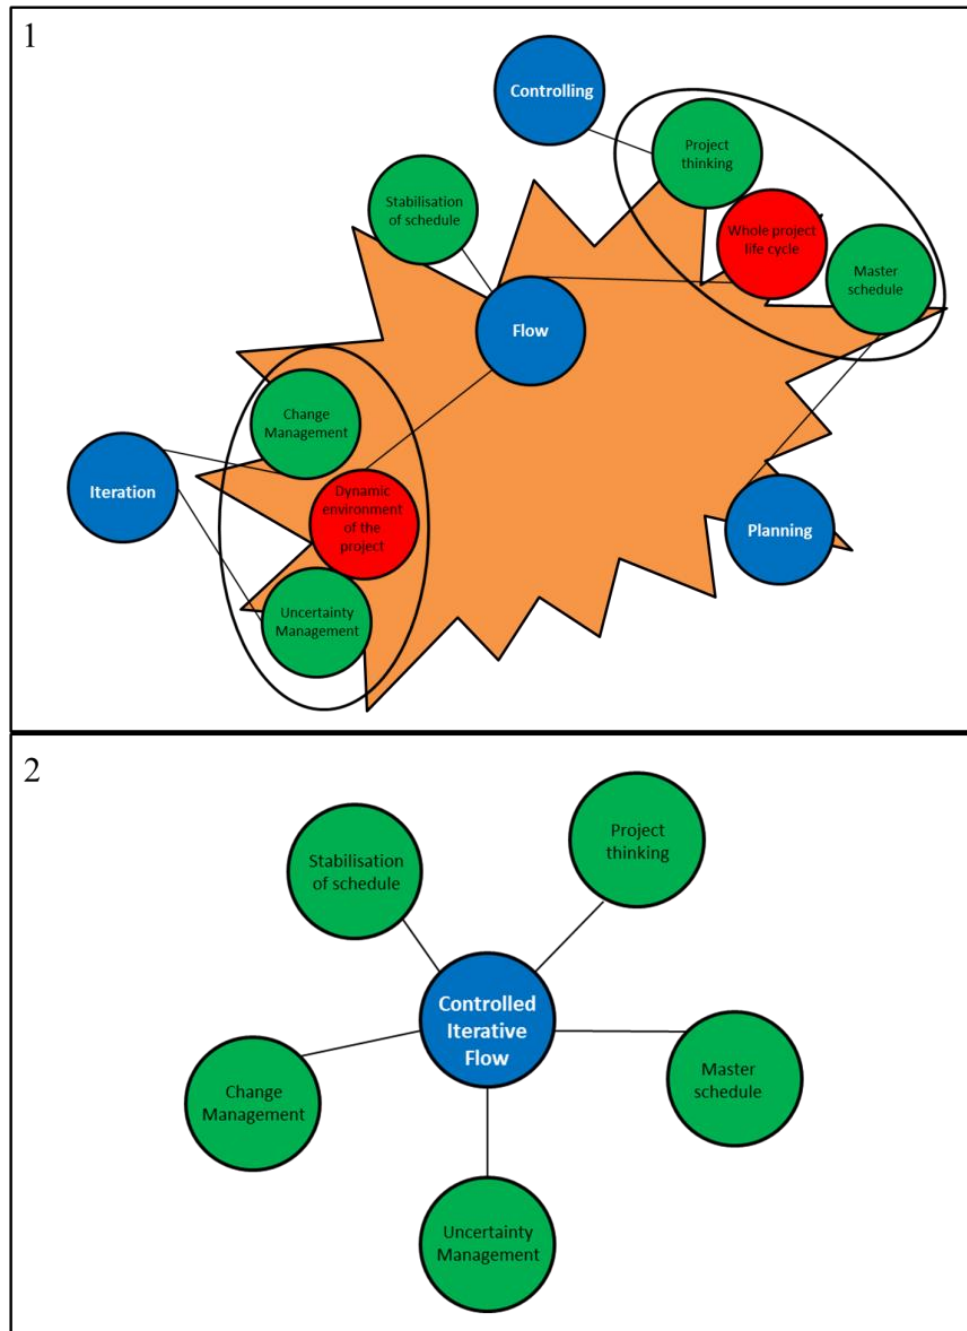 1
Controlling
Project
thinking
Stabilisation
of schedule
Whole project
life cycle
Master
schedule
Flow
Change
Management
Iteration
Dynamic
environment
of the
project
Planning
Uncertainty
Management
2
Project
thinking
Stabilisation
of schedule
Controlled
Iterative
Flow
Master
schedule
Change
Management
Uncertainty
Management